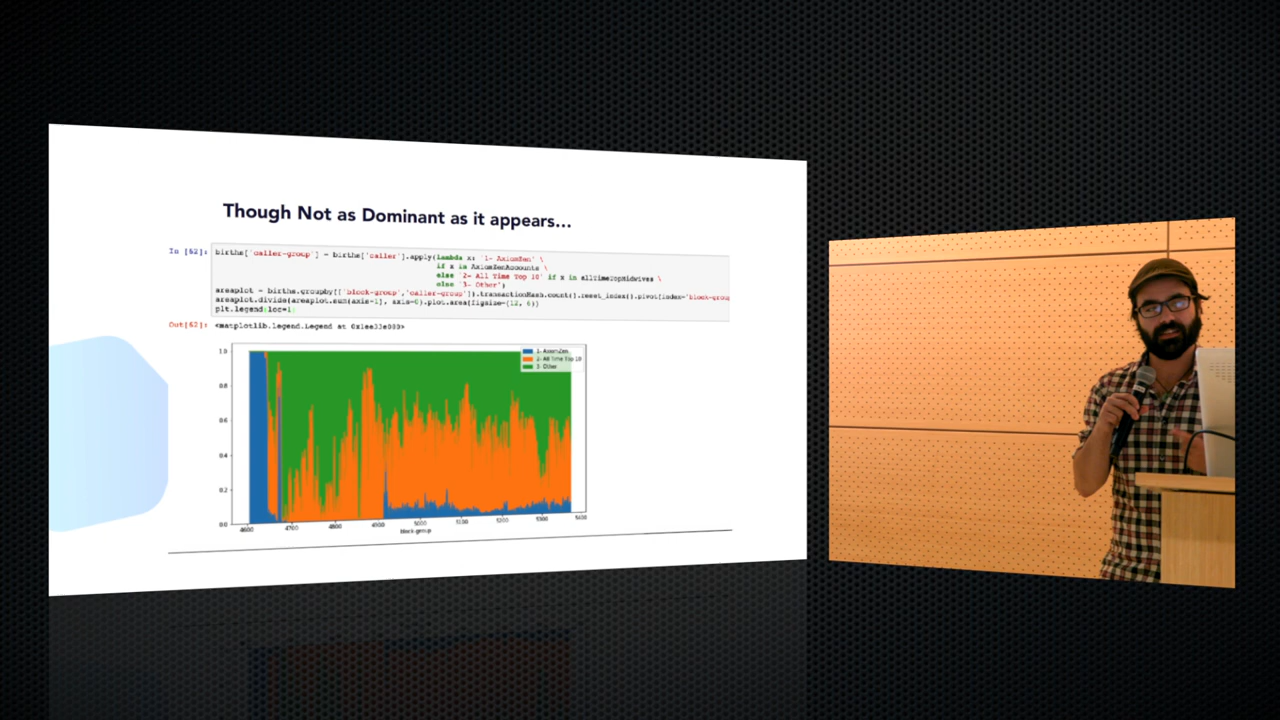 Though Not as Dominant as it appears...
In [62]: births['caller-group'] = births['caller'].apply(lambda x: '1- AxiomZen' \
if x in AxiomZenAccounts \
else '2- All Time Top 10' if x in allTimeTopMidwives \
else '3- Other')
areaplot = births.groupby(['block-group','caller-group']).transactionHash.count().reset_index().pivot(index='block-group
areaplot.divide(areaplot.sum(axis=1), axis=0).plot.area(figsize=(12, 6))
plt.legend(loc=1)
Out[62]: <matplotlib.legend.Legend at
1- AxiomZen
2- All Time Top 10
3- Other
1.0
0.8
0.6
0.4
0.2
0.0
4600 4700 4800 4900 5000 5100 5200 5300 5400
block-group